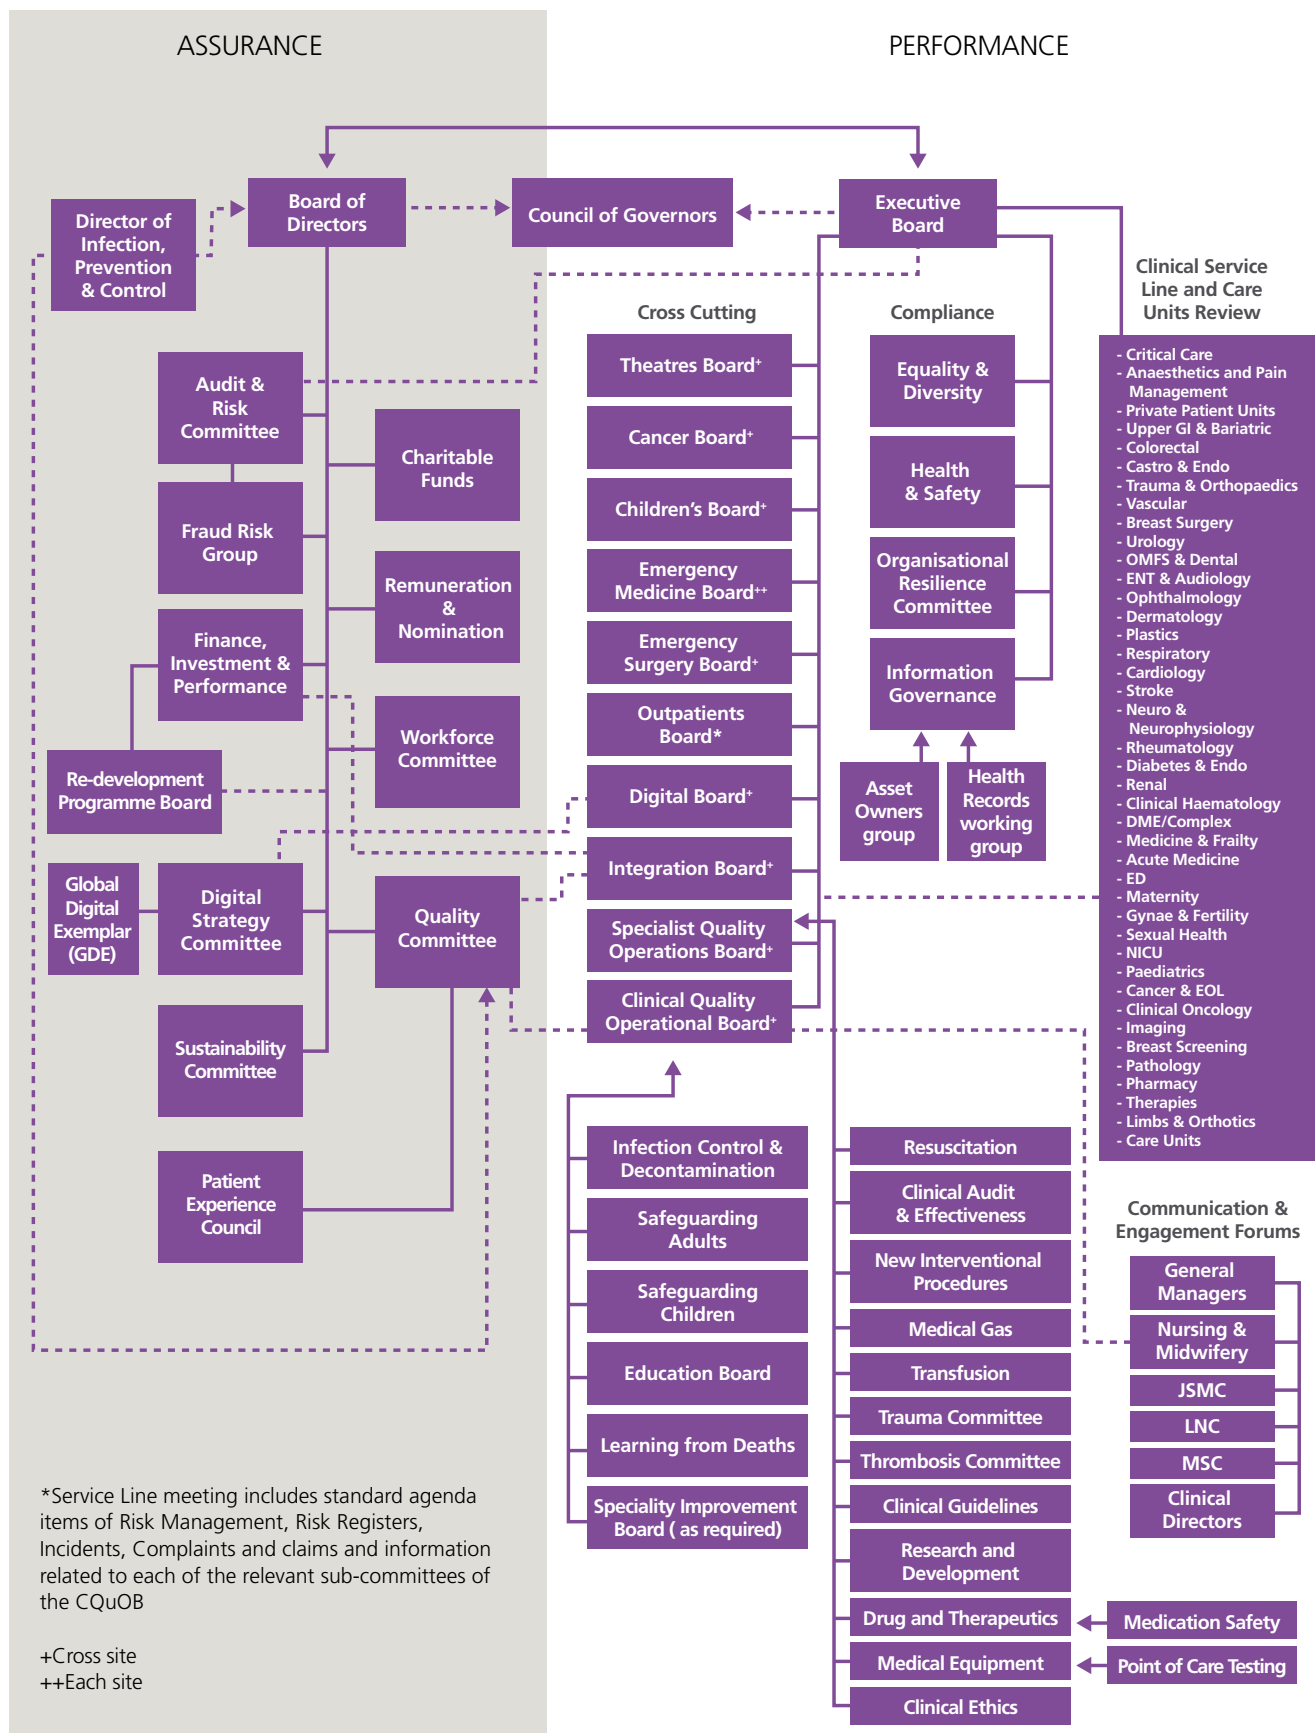 ASSURANCE
PERFORMANCE
Board of
Directors
Council of Governors
Executive
Board
Director of
Infection,
Prevention
& Control
Audit &
Risk
Committee
Charitable
Funds
Fraud Risk
Group
Remuneration
&
Nomination
Finance,
Investment &
Performance
Workforce
Committee
Re-development
Programme Board
Global
Digital
Exemplar
(GDE)
Digital
Strategy
Committee
Quality
Committee
Sustainability
Committee
Patient
Experience
Council
Cross Cutting
Theatres Board+
Cancer Board+
Children's Board+
Emergency
Medicine Board++
Emergency
Surgery Board+
Outpatients
Board*
Digital Board+
Integration Board+
Specialist Quality
Operations Board+
Clinical Quality
Operational Board+
Infection Control &
Decontamination
Safeguarding
Adults
Safeguarding
Children
Education Board
Learning from Deaths
Speciality Improvement
Board ( as required)
Compliance
Equality &
Diversity
Health
& Safety
Organisational
Resilience
Committee
Information
Governance
Asset
Owners
group
Health
Records
working
group
Resuscitation
Clinical Audit
& Effectiveness
New Interventional
Procedures
Medical Gas
Transfusion
Trauma Committee
Thrombosis Committee
Clinical Guidelines
Research and
Development
Drug and Therapeutics
Medication Safety
Medical Equipment
Point of Care Testing
Clinical Ethics
Clinical Service
Line and Care
Units Review
- Critical Care
- Anaesthetics and Pain
Management
- Private Patient Units
- Upper GI & Bariatric
- Colorectal
- Castro & Endo
- Trauma & Orthopaedics
- Vascular
- Breast Surgery
- Urology
- OMFS & Dental
- ENT & Audiology
- Ophthalmology
- Dermatology
- Plastics
- Respiratory
- Cardiology
- Stroke
- Neuro &
Neurophysiology
- Rheumatology
- Diabetes & Endo
- Renal
- Clinical Haematology
- DME/Complex
- Medicine & Frailty
- Acute Medicine
- ED
- Maternity
- Gynae & Fertility
- Sexual Health
- NICU
- Paediatrics
- Cancer & EOL
- Clinical Oncology
- Imaging
- Breast Screening
- Pathology
- Pharmacy
- Therapies
- Limbs & Orthotics
- Care Units
Communication &
Engagement Forums
General
Managers
Nursing &
Midwifery
JSMC
LNC
MSC
Clinical
Directors
*Service Line meeting includes standard agenda
items of Risk Management, Risk Registers,
Incidents, Complaints and claims and information
related to each of the relevant sub-committees of
the CQuOB
+Cross site
++Each site